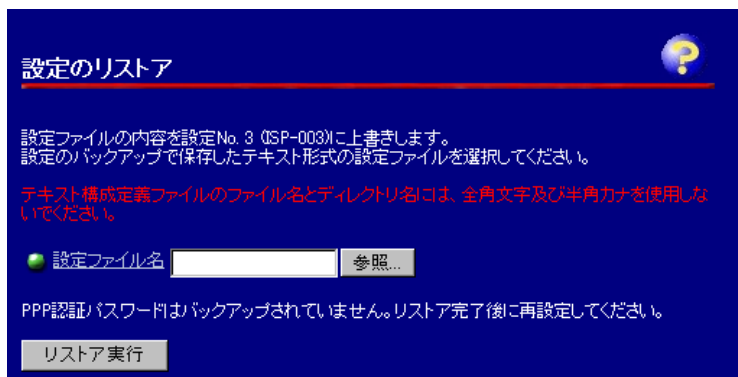 設定のリストア
設定ファイルの内容を設定No. 3 (ISP-003)に上書きします。
設定のバックアップで保存したテキスト形式の設定ファイルを選択してください。
テキスト構成定義ファイルのファイル名とディレクトリ名には、全角文字及び半角カナを使用しな
いでください。
設定ファイル名 参照...
PPP認証パスワードはバックアップされていません。リストア完了後に再設定してください。
リストア実行